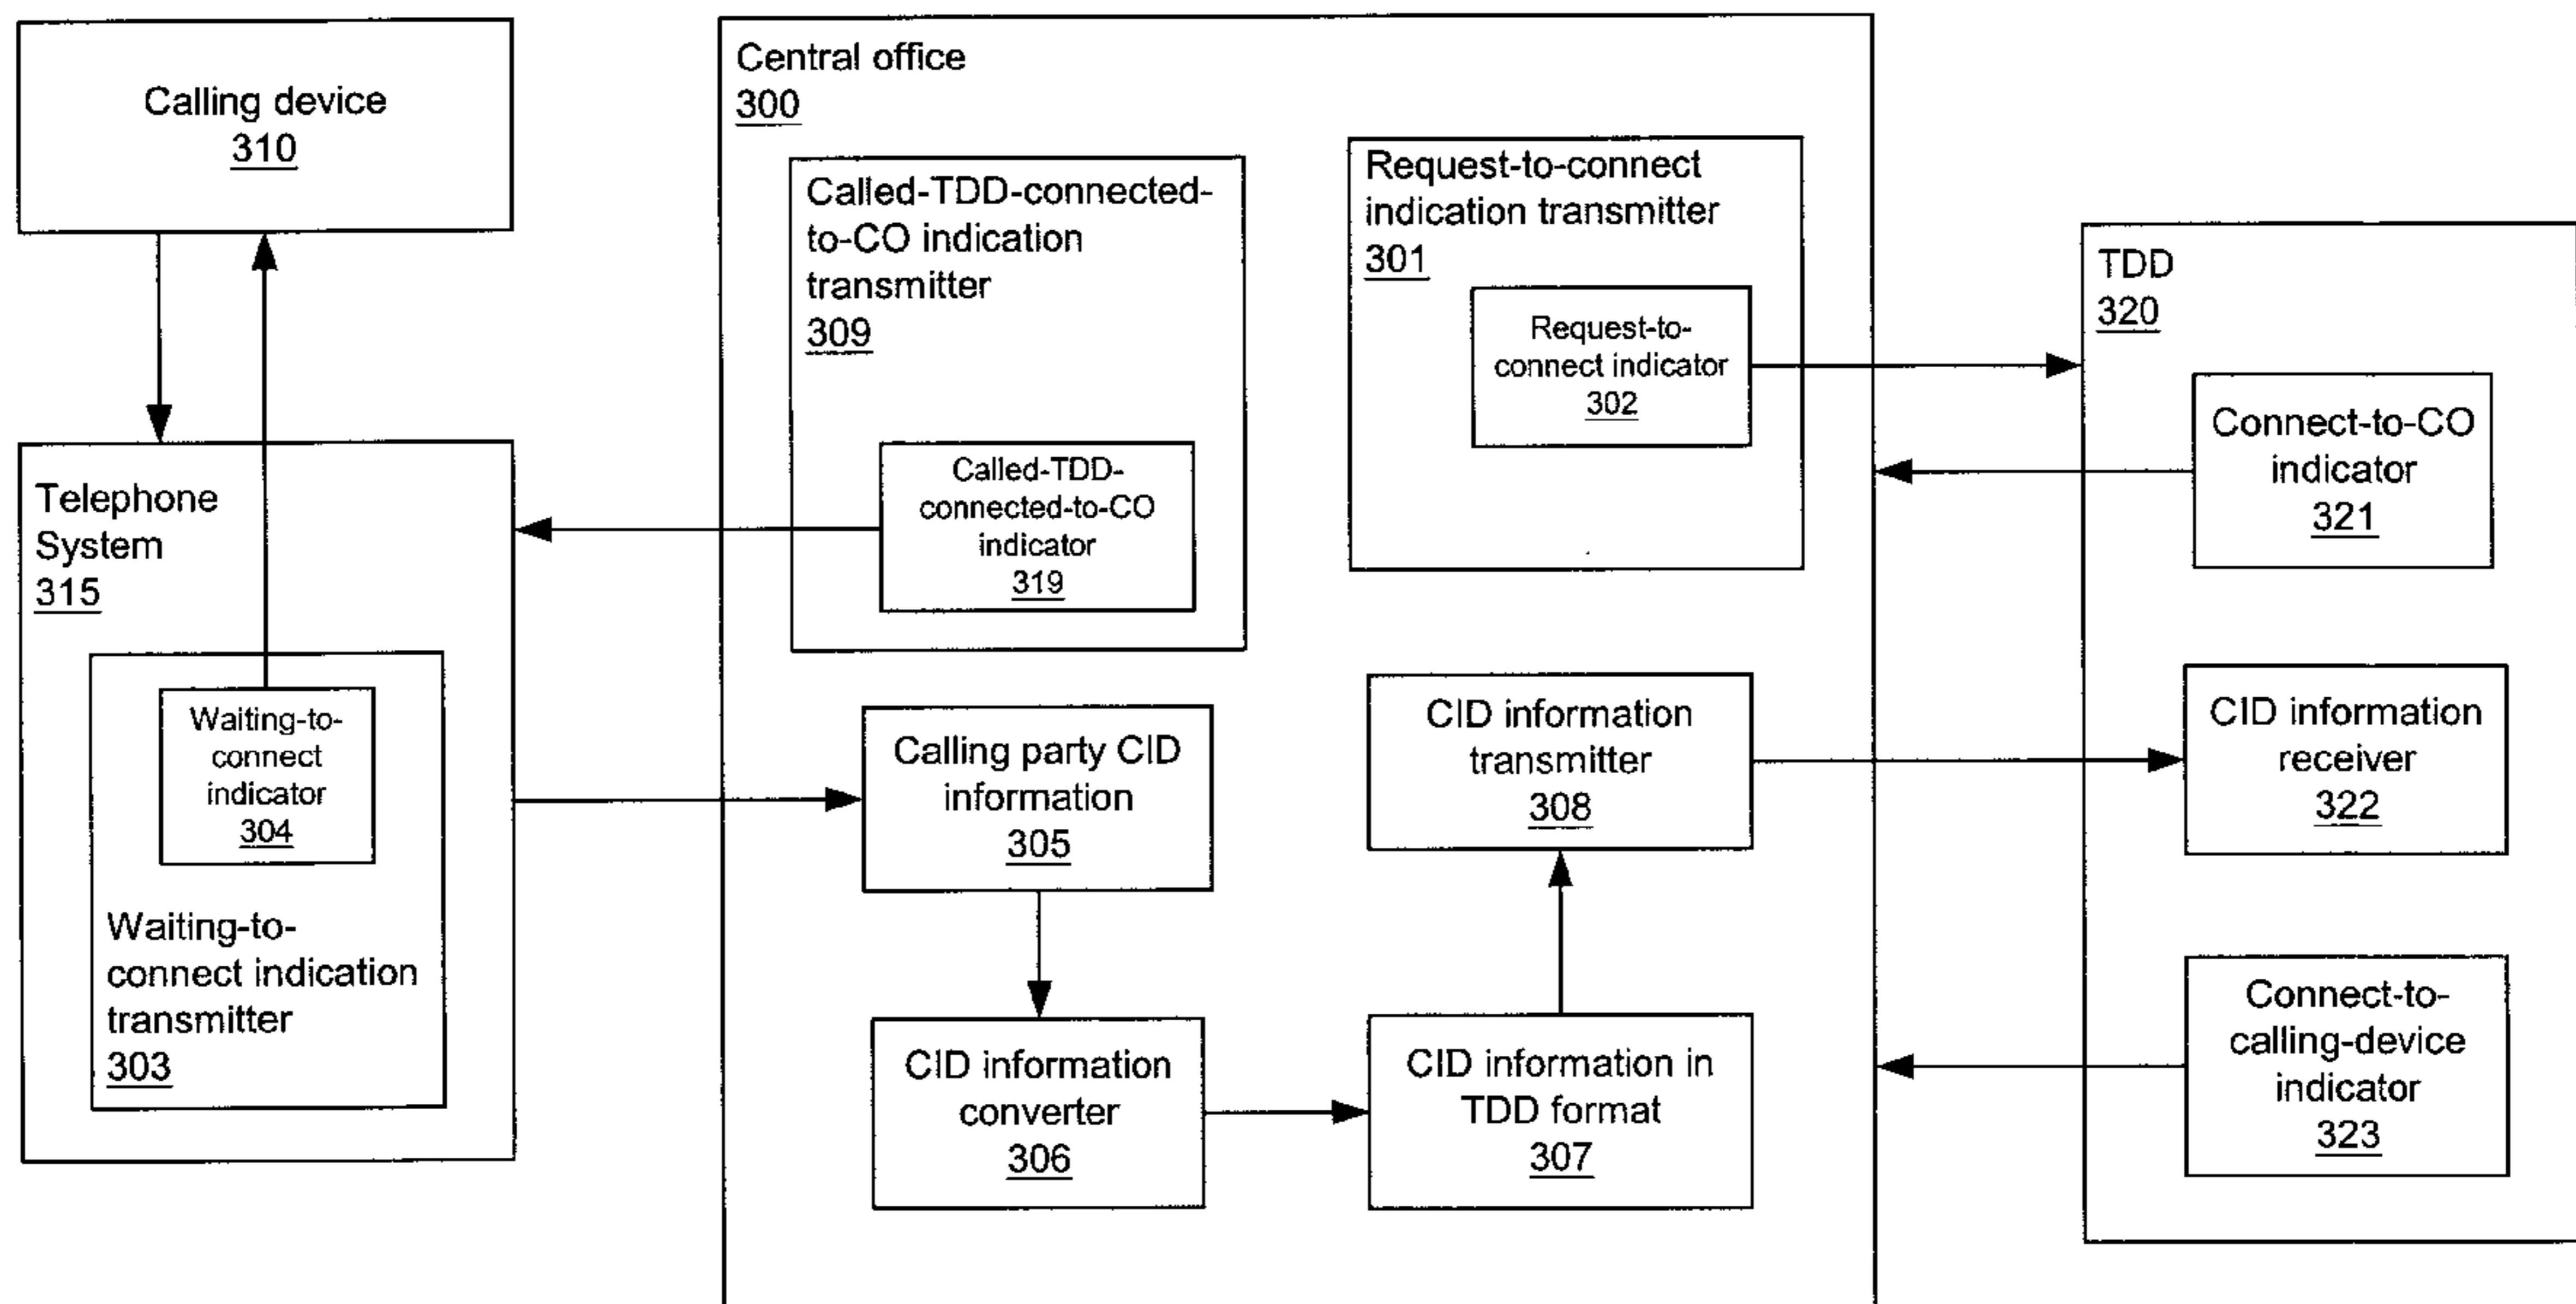 Calling device
310
Telephone
System
315
Waiting-to-
connect
indicator
304
Waiting-to-
connect indication
transmitter
303
Central office
300
Called-TDD-connected-
to-CO indication
transmitter
309
Called-TDD-
connected-to-CO
indicator
319
Request-to-connect
indication transmitter
301
Request-to-
connect indicator
302
Calling party CID
information
305
CID information
converter
306
CID information in
TDD format
307
CID information
transmitter
308
TDD
320
Connect-to-CO
indicator
321
CID information
receiver
322
Connect-to-
calling-device
indicator
323